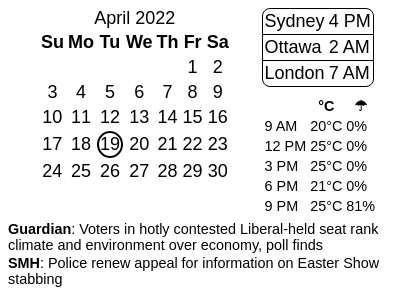 April 2022
Su Mo Tu We Th Fr Sa
1 2
3 4 5 6 7 8 9
10 11 12 13 14 15 16
17 18 19 20 21 22 23
24 25 26 27 28 29 30
Sydney 4 PM
Ottawa 2 AM
London 7 AM
°C ☂
9 AM 20°C 0%
12 PM 25°C 0%
3 PM 25°C 0%
6 PM 21°C 0%
9 PM 25°C 81%
Guardian: Voters in hotly contested Liberal-held seat rank
climate and environment over economy, poll finds
SMH: Police renew appeal for information on Easter Show
stabbing